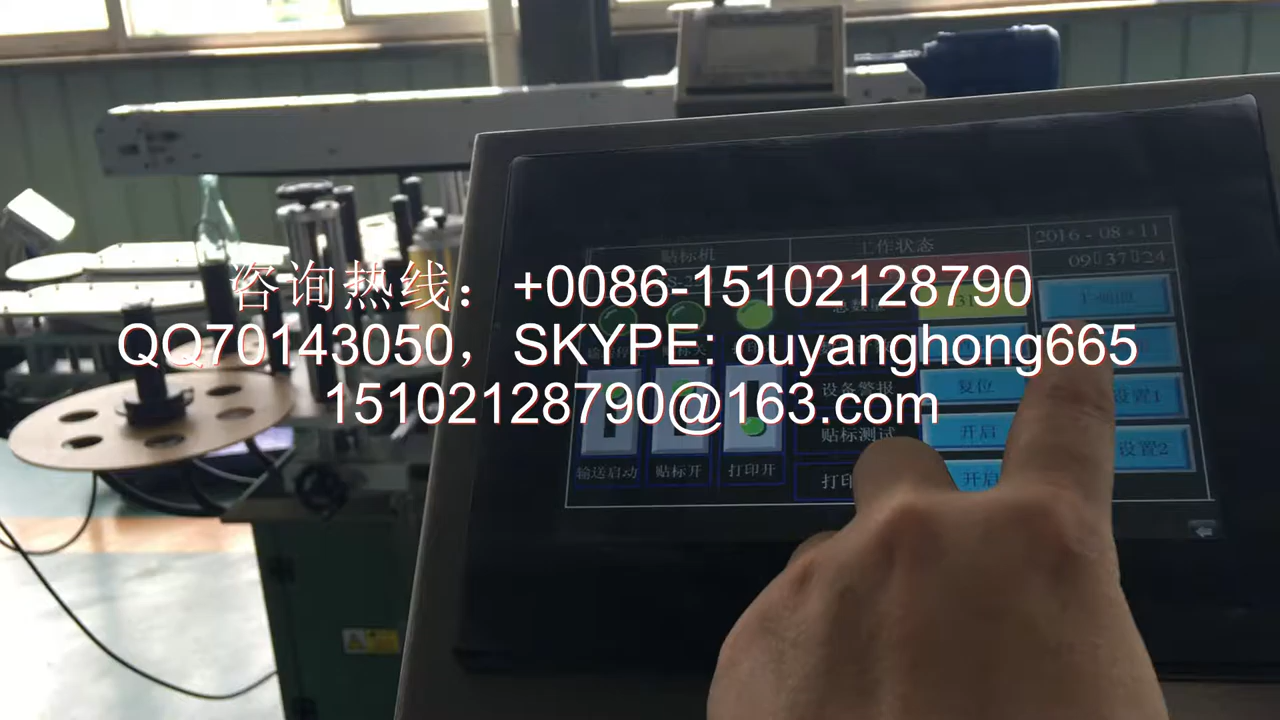 贴标机 工作状态 2016-08-11
09 37 24
咨询热线：+0086-15102128790
QQ70143050，SKYPE: ouyanghong665
15102128790@163.com
设备警报 复位 设置1
贴标测试 开启 设置2
输送启动 贴标开 打印开 开启